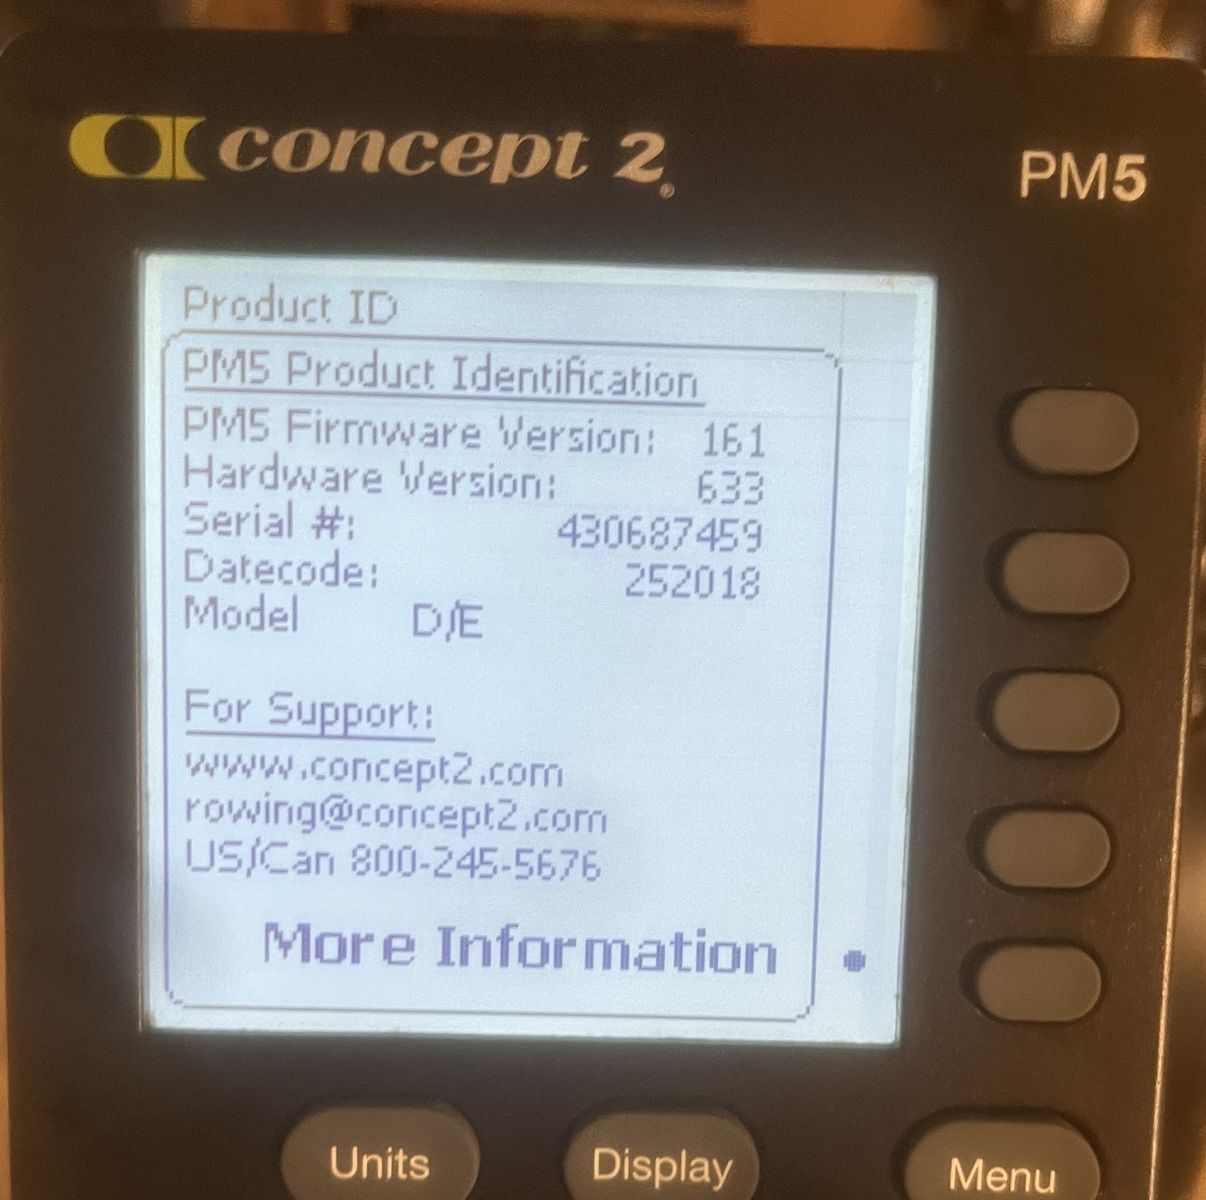 concept 2®
PM5
Product ID
PM5 Product Identification
PM5 Firmware Version: 161
Hardware Version: 633
Serial #: 430687459
Datecode: 252018
Model D/E
For Support:
www.concept2.com
rowing@concept2.com
US/Can 800-245-5676
More Information
Units
Display
Menu